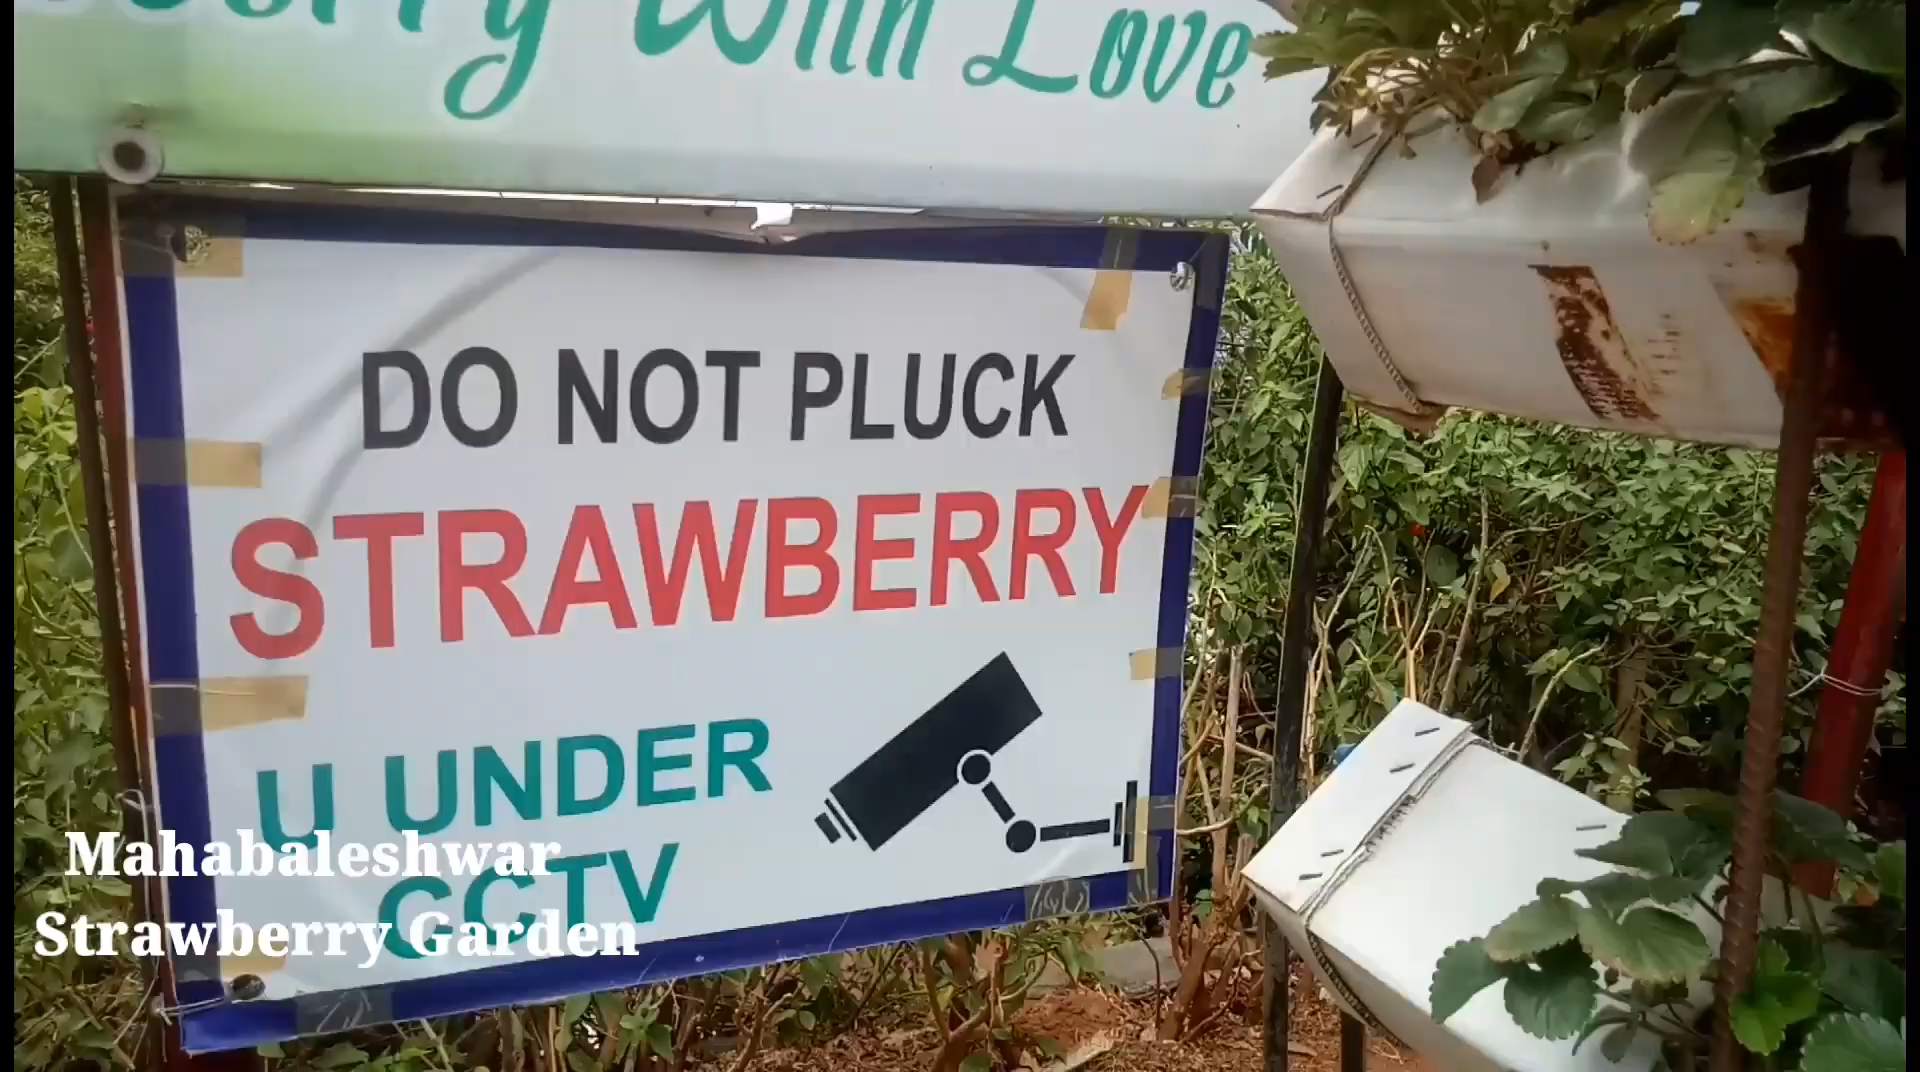 With Love
DO NOT PLUCK
STRAWBERRY
U UNDER
CCTV
Mahabaleshwar
Strawberry Garden